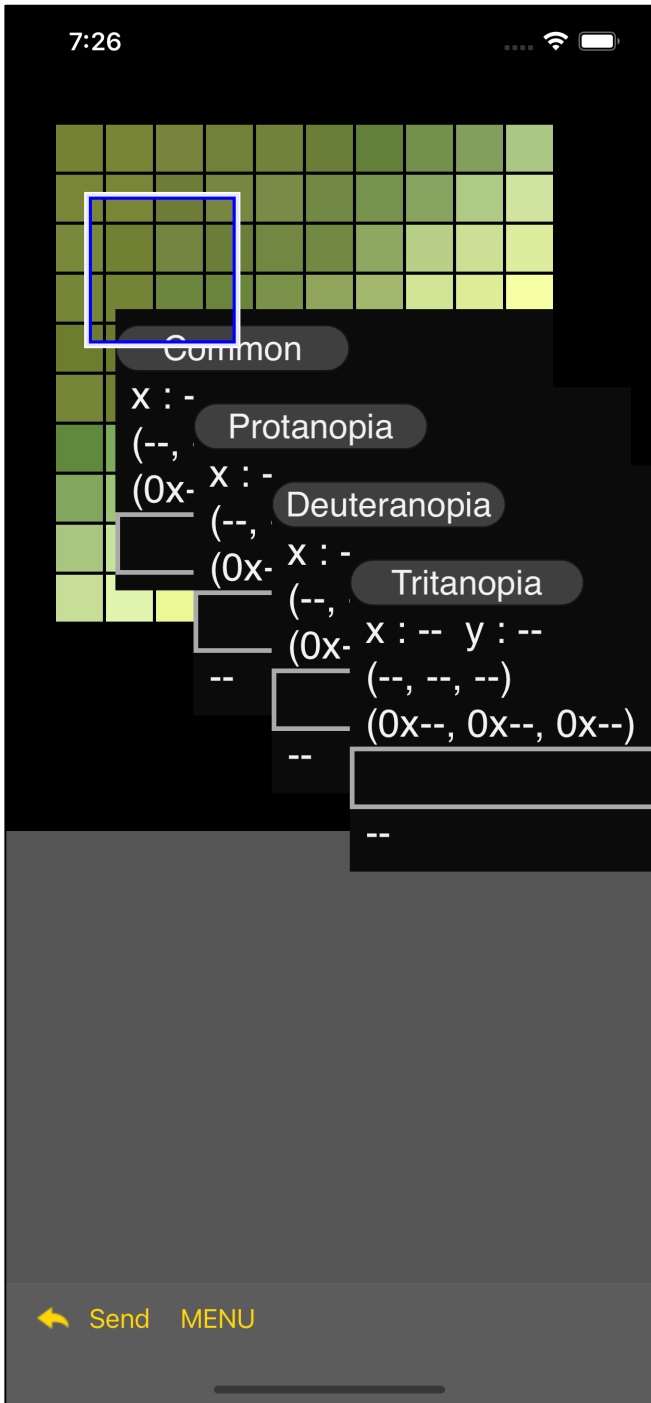 7:26
Common
x : -
(--, -
(0x-
Protanopia
x : -
(--, -
(0x-
--
Deuteranopia
x : -
(--, -
(0x-
--
Tritanopia
x : -- y : --
(--, --, --)
(0x--, 0x--, 0x--)
--
Send MENU